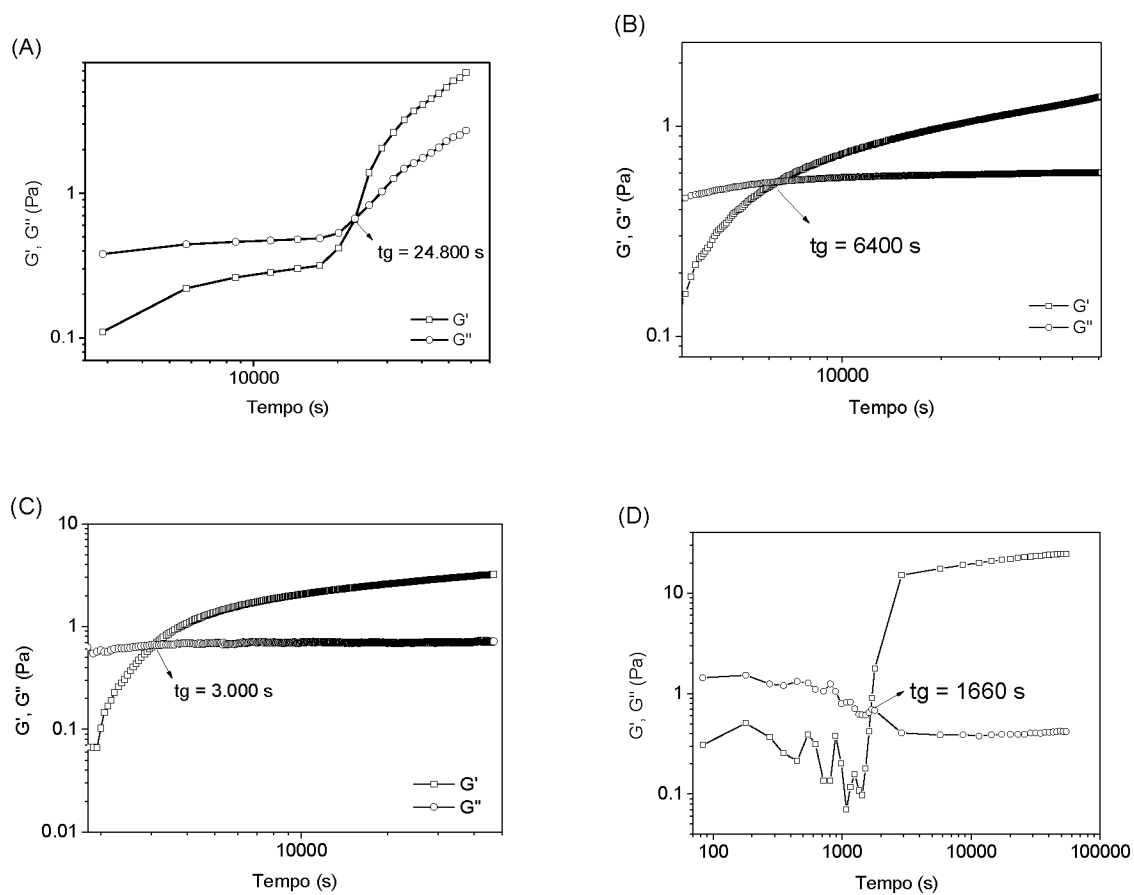 (A)
G', G'' (Pa)
1
0.1
tg = 24.800 s
G'
G''
10000
Tempo (s)
(B)
G', G'' (Pa)
1
0.1
tg = 6400 s
G'
G''
10000
Tempo (s)
(C)
G', G'' (Pa)
10
1
0.1
0.01
tg = 3.000 s
G'
G''
10000
Tempo (s)
(D)
G', G'' (Pa)
10
1
0.1
tg = 1660 s
G'
G''
100 1000 10000 100000
Tempo (s)